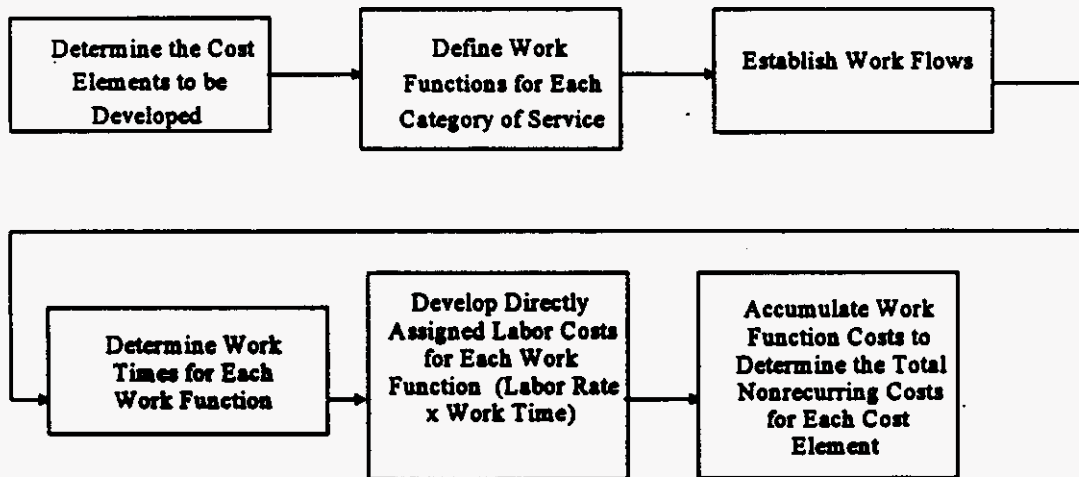 Determine the Cost
Elements to be
Developed
Define Work
Functions for Each
Category of Service
Establish Work Flows
Determine Work
Times for Each
Work Function
Develop Directly
Assigned Labor Costs
for Each Work
Function (Labor Rate
x Work Time)
Accumulate Work
Function Costs to
Determine the Total
Nonrecurring Costs
for Each Cost
Element